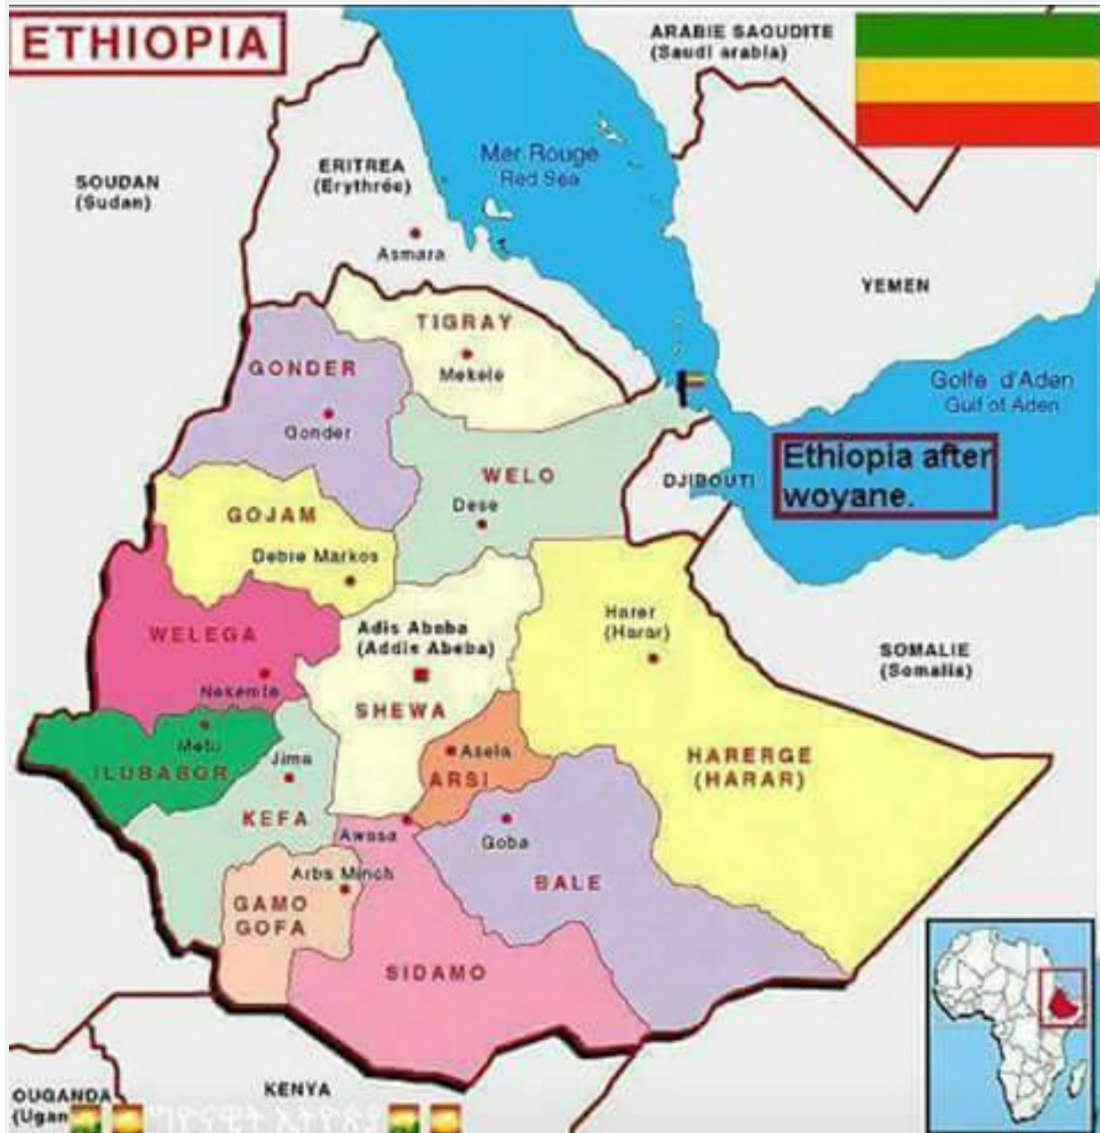 ETHIOPIA
ARABIE SAOUDITE
(Saudi arabia)
SOUDAN
(Sudan)
ERITREA
(Erythrée)
Mer Rouge
Red Sea
Asmara
YEMEN
TIGRAY
Mekele
GONDER
Gonder
Golfe d'Aden
Gulf of Aden
WELO
Dese
DJIBOUTI
Ethiopia after
woyane.
GOJAM
Debre Markos
WELEGA
Nekemte
Adis Ababa
(Addis Abeba)
SHEWA
Harer
(Harar)
SOMALIE
(Somalia)
Metu
ILUBABOR
Jima
KEFA
Asela
ARSI
HARERGE
(HARAR)
Awasa
Goba
BALE
Arba Minch
GAMO
GOFA
SIDAMO
KENYA
OUGANDA
(Ugan